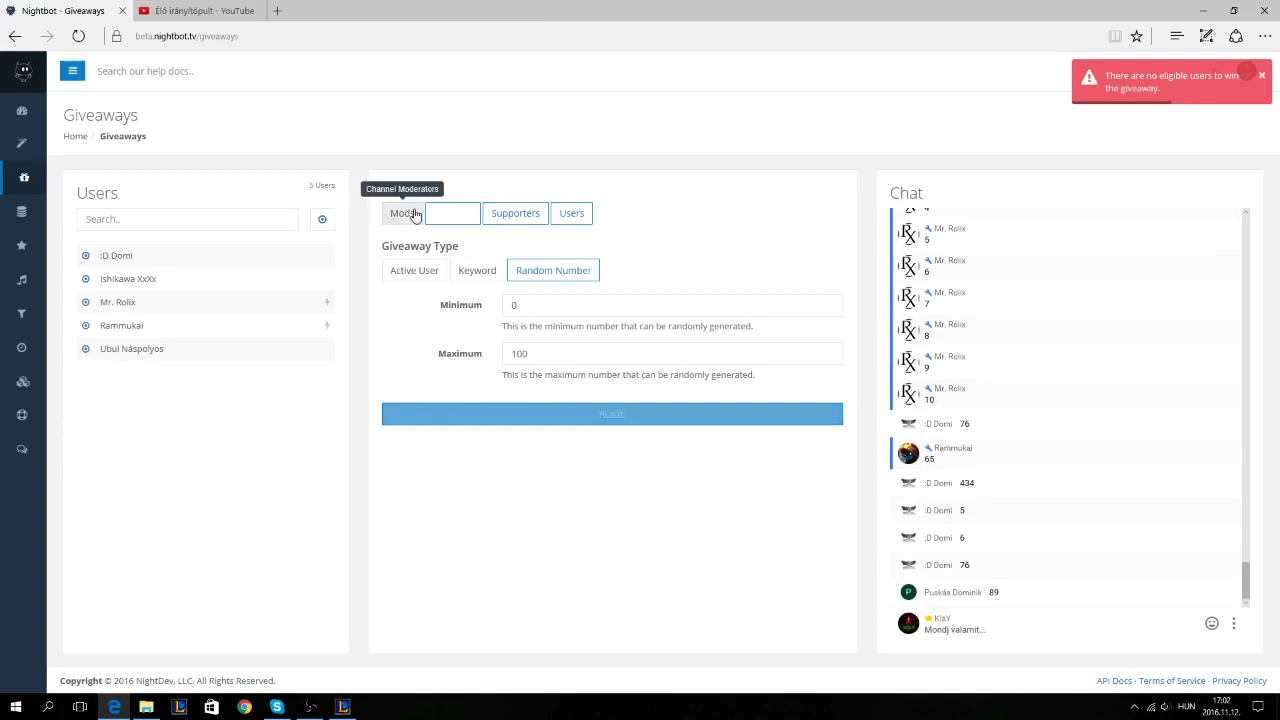 Nightbot - Giveaways
Élő irányítópult - YouTube
beta.nightbot.tv/giveaways
Search our help docs..
There are no eligible users to win
the giveaway.
Giveaways
Home / Giveaways
Users
5 Users
Search..
:D Domi
Ishikawa XxXx
Mr. Rolix
Rammukai
Ubul Náspolyos
Channel Moderators
Mods
Supporters
Users
Giveaway Type
Active User
Keyword
Random Number
Minimum
0
This is the minimum number that can be randomly generated.
Maximum
100
This is the maximum number that can be randomly generated.
Chat
4
Mr. Rolix
5
Mr. Rolix
6
Mr. Rolix
7
Mr. Rolix
8
Mr. Rolix
9
Mr. Rolix
10
:D Domi 76
Rammukai
65
:D Domi 434
:D Domi 5
:D Domi 6
:D Domi 76
P Puskás Dominik 89
KlaY
Mondj valamit...
Copyright © 2016 NightDev, LLC. All Rights Reserved.
API Docs · Terms of Service · Privacy Policy
HUN
17:02
2016.11.12.